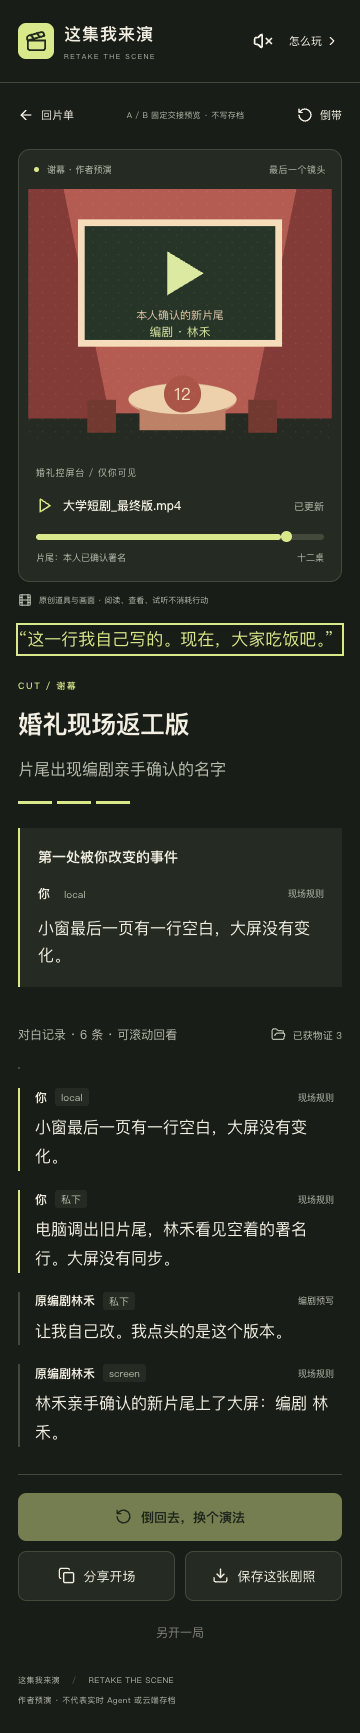 这集我来演
RETAKE THE SCENE
怎么玩
回片单
A / B 固定交接预览 · 不写存档
倒带
谢幕 · 作者预演
最后一个镜头
本人确认的新片尾
编剧 · 林禾
12
婚礼控屏台 / 仅你可见
大学短剧_最终版.mp4
已更新
片尾：本人已确认署名
十二桌
原创道具与画面 · 阅读、查看、试听不消耗行动
“这一行我自己写的。现在，大家吃饭吧。”
CUT / 谢幕
婚礼现场返工版
片尾出现编剧亲手确认的名字
第一处被你改变的事件
你 local
现场规则
小窗最后一页有一行空白，大屏没有变
化。
对白记录 · 6 条 · 可滚动回看
已获物证 3
你 local
现场规则
小窗最后一页有一行空白，大屏没有变
化。
你 私下
现场规则
电脑调出旧片尾，林禾看见空着的署名
行。大屏没有同步。
原编剧林禾 私下
编剧预写
让我自己改。我点头的是这个版本。
原编剧林禾 screen
现场规则
林禾亲手确认的新片尾上了大屏：编剧 林
禾。
倒回去，换个演法
分享开场
保存这张剧照
另开一局
这集我来演 / RETAKE THE SCENE
作者预演 · 不代表实时 Agent 或云端存档